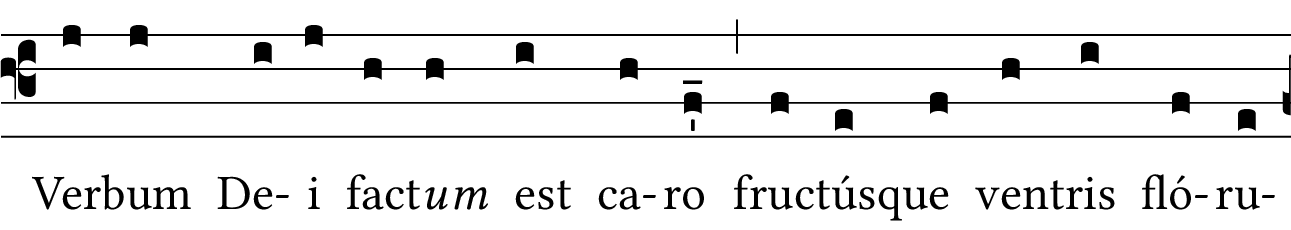 Verbum De- i factum est ca- ro fructúsque ventris fló- ru-